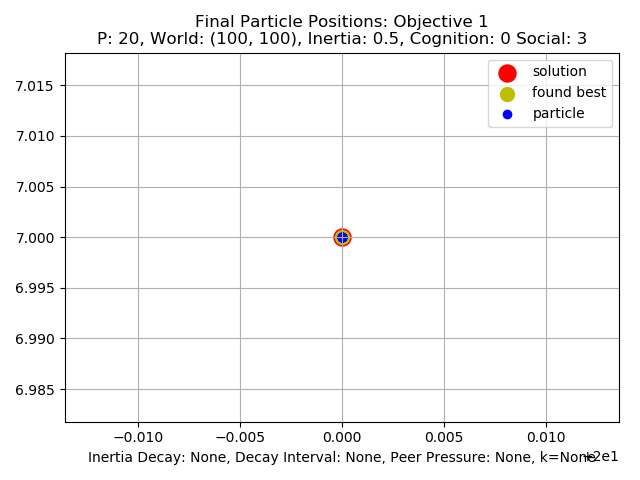 Final Particle Positions: Objective 1
P: 20, World: (100, 100), Inertia: 0.5, Cognition: 0 Social: 3
solution
found best
particle
7.015
7.010
7.005
7.000
6.995
6.990
6.985
−0.010
−0.005
0.000
0.005
0.010
+2e1
Inertia Decay: None, Decay Interval: None, Peer Pressure: None, k=None